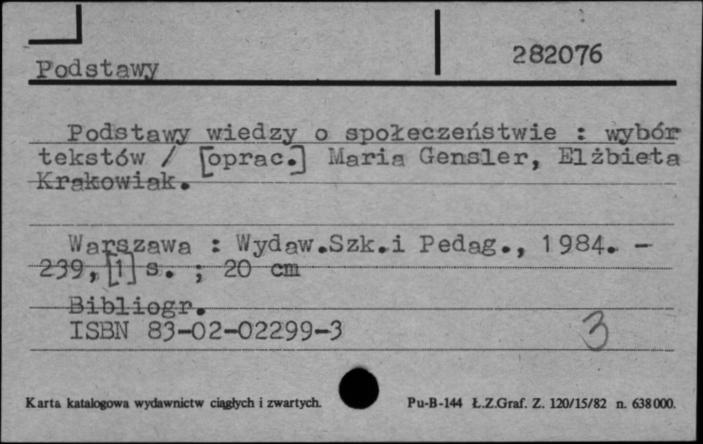 282076
Podstawy
Podstawy wiedzy o społeczeństwie : wybór
tekstów / [oprac.] Maria Gensler, Elżbieta
Krakowiak.
Warszawa : Wydaw.Szk.i Pedag., 1984. –
239, [1] s. ; 20 cm
Bibliogr.
ISBN 83-02-02299-3
3
Karta katalogowa wydawnictw ciągłych i zwartych.
Pu-B-144 Ł.Z.Graf. Z. 120/15/82 n. 638000.